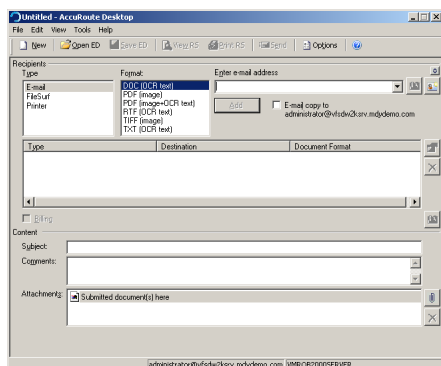 Untitled - AccuRoute Desktop
File Edit View Tools Help
New Open ED Save ED View RS Print RS Send Options
Recipients
Type Format: Enter e-mail address
E-mail
FileSurf
Printer
DOC (OCR text)
PDF (image)
PDF (image+OCR text)
RTF (OCR text)
TIFF (image)
TXT (OCR text)
Add
E-mail copy to
administrator@vfsdw2ksrv.mdydemo.com
Type Destination Document Format
Billing
Content
Subject:
Comments:
Attachments:
Submitted document(s) here
administrator@vfsdw2ksrv.mdydemo.com VMROB2000SERVER